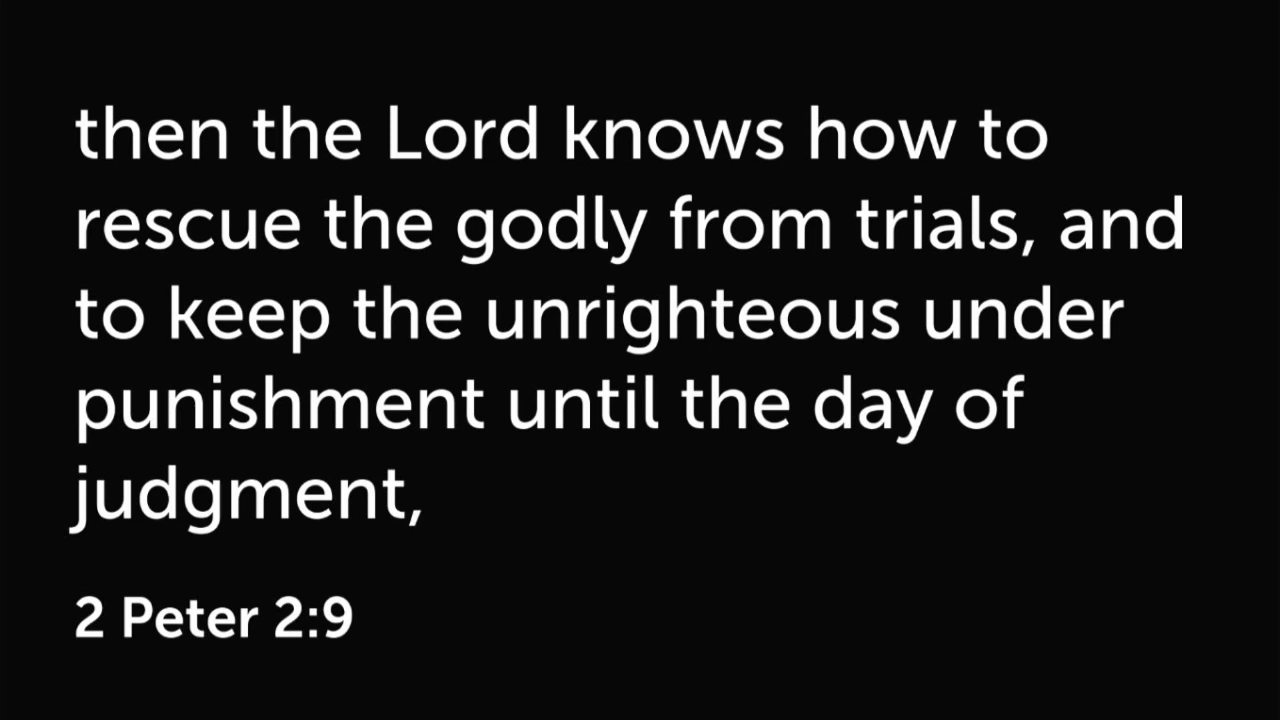 then the Lord knows how to
rescue the godly from trials, and
to keep the unrighteous under
punishment until the day of
judgment,
2 Peter 2:9